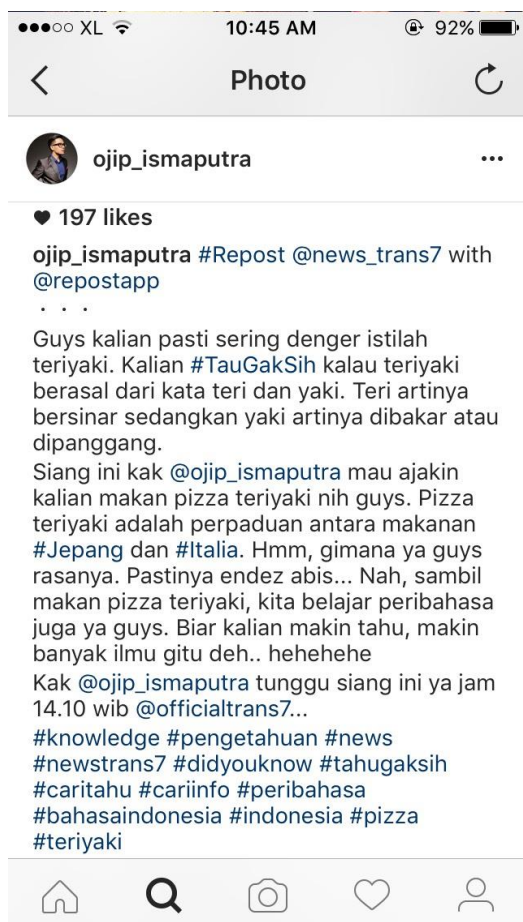 XL 10:45 AM 92%
Photo
ojip_ismaputra
197 likes
ojip_ismaputra #Repost @news_trans7 with
@repostapp
・・・
Guys kalian pasti sering denger istilah
teriyaki. Kalian #TauGakSih kalau teriyaki
berasal dari kata teri dan yaki. Teri artinya
bersinar sedangkan yaki artinya dibakar atau
dipanggang.
Siang ini kak @ojip_ismaputra mau ajakin
kalian makan pizza teriyaki nih guys. Pizza
teriyaki adalah perpaduan antara makanan
#Jepang dan #Italia. Hmm, gimana ya guys
rasanya. Pastinya endez abis... Nah, sambil
makan pizza teriyaki, kita belajar peribahasa
juga ya guys. Biar kalian makin tahu, makin
banyak ilmu gitu deh.. hehehehe
Kak @ojip_ismaputra tunggu siang ini ya jam
14.10 wib @officialtrans7...
#knowledge #pengetahuan #news
#newstrans7 #didyouknow #tahugaksih
#caritahu #cariinfo #peribahasa
#bahasaindonesia #indonesia #pizza
#teriyaki